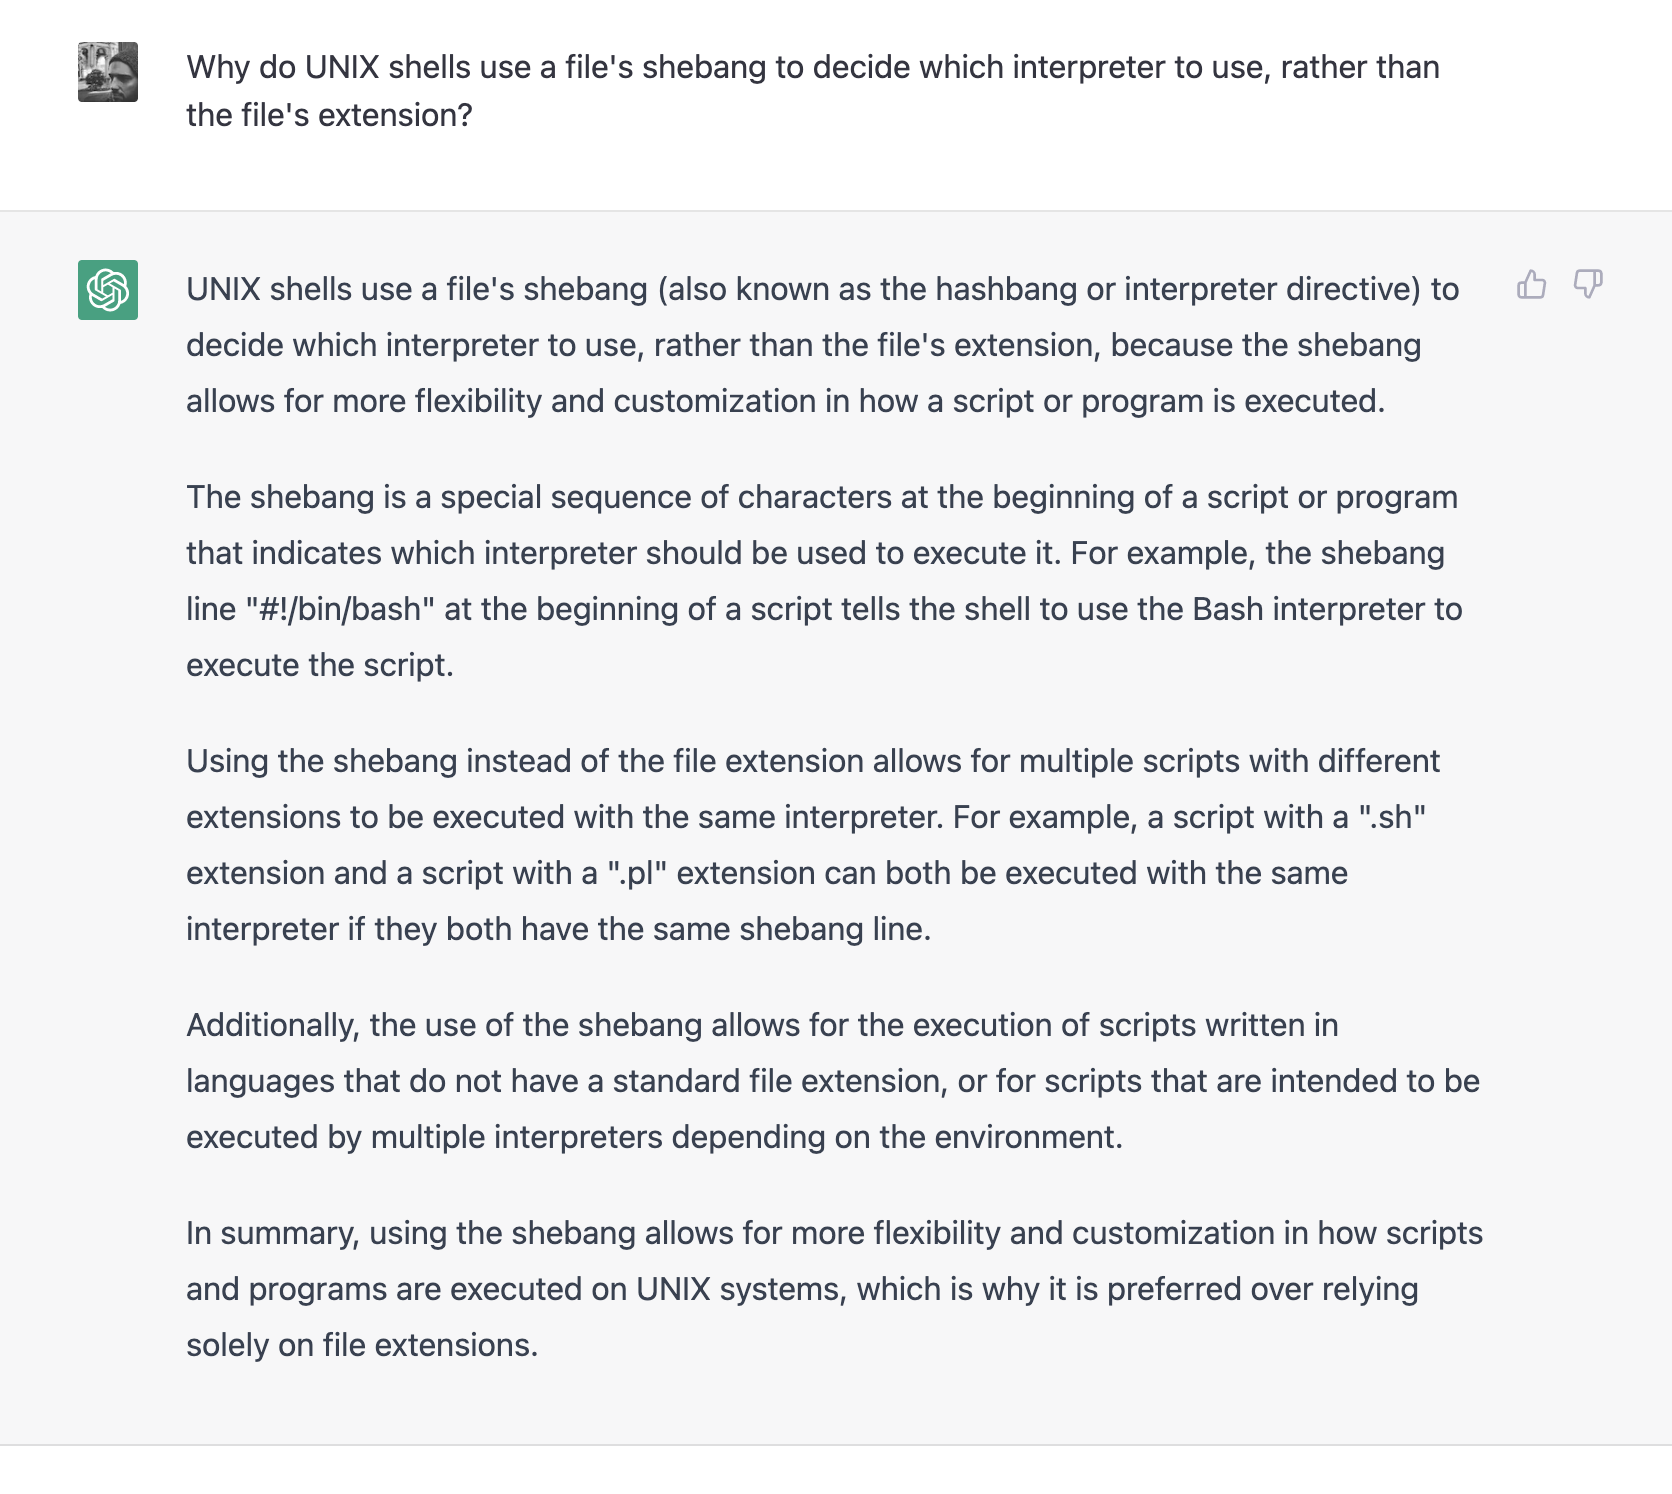 Why do UNIX shells use a file's shebang to decide which interpreter to use, rather than
the file's extension?
UNIX shells use a file's shebang (also known as the hashbang or interpreter directive) to
decide which interpreter to use, rather than the file's extension, because the shebang
allows for more flexibility and customization in how a script or program is executed.
The shebang is a special sequence of characters at the beginning of a script or program
that indicates which interpreter should be used to execute it. For example, the shebang
line "#!/bin/bash" at the beginning of a script tells the shell to use the Bash interpreter to
execute the script.
Using the shebang instead of the file extension allows for multiple scripts with different
extensions to be executed with the same interpreter. For example, a script with a ".sh"
extension and a script with a ".pl" extension can both be executed with the same
interpreter if they both have the same shebang line.
Additionally, the use of the shebang allows for the execution of scripts written in
languages that do not have a standard file extension, or for scripts that are intended to be
executed by multiple interpreters depending on the environment.
In summary, using the shebang allows for more flexibility and customization in how scripts
and programs are executed on UNIX systems, which is why it is preferred over relying
solely on file extensions.